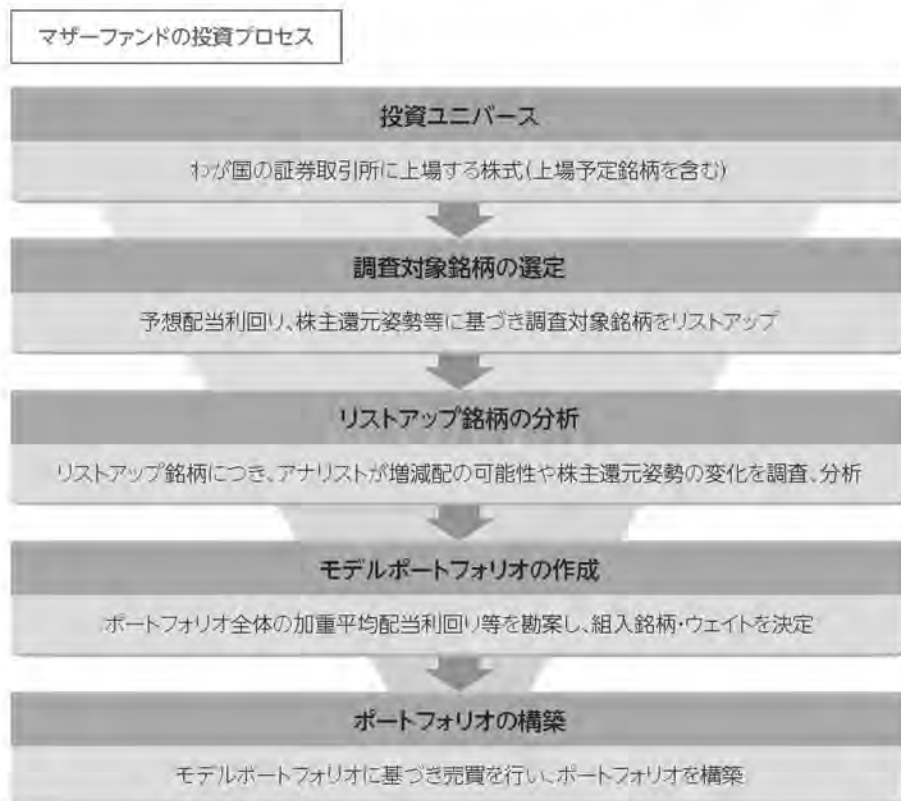 マザーファンドの投資プロセス
投資ユニバース
わが国の証券取引所に上場する株式(上場予定銘柄を含む)
調査対象銘柄の選定
予想配当利回り、株主還元姿勢等に基づき調査対象銘柄をリストアップ
リストアップ銘柄の分析
リストアップ銘柄につき、アナリストが増減配の可能性や株主還元姿勢の変化を調査、分析
モデルポートフォリオの作成
ポートフォリオ全体の加重平均配当利回り等を勘案し、組入銘柄・ウェイトを決定
ポートフォリオの構築
モデルポートフォリオに基づき売買を行い、ポートフォリオを構築